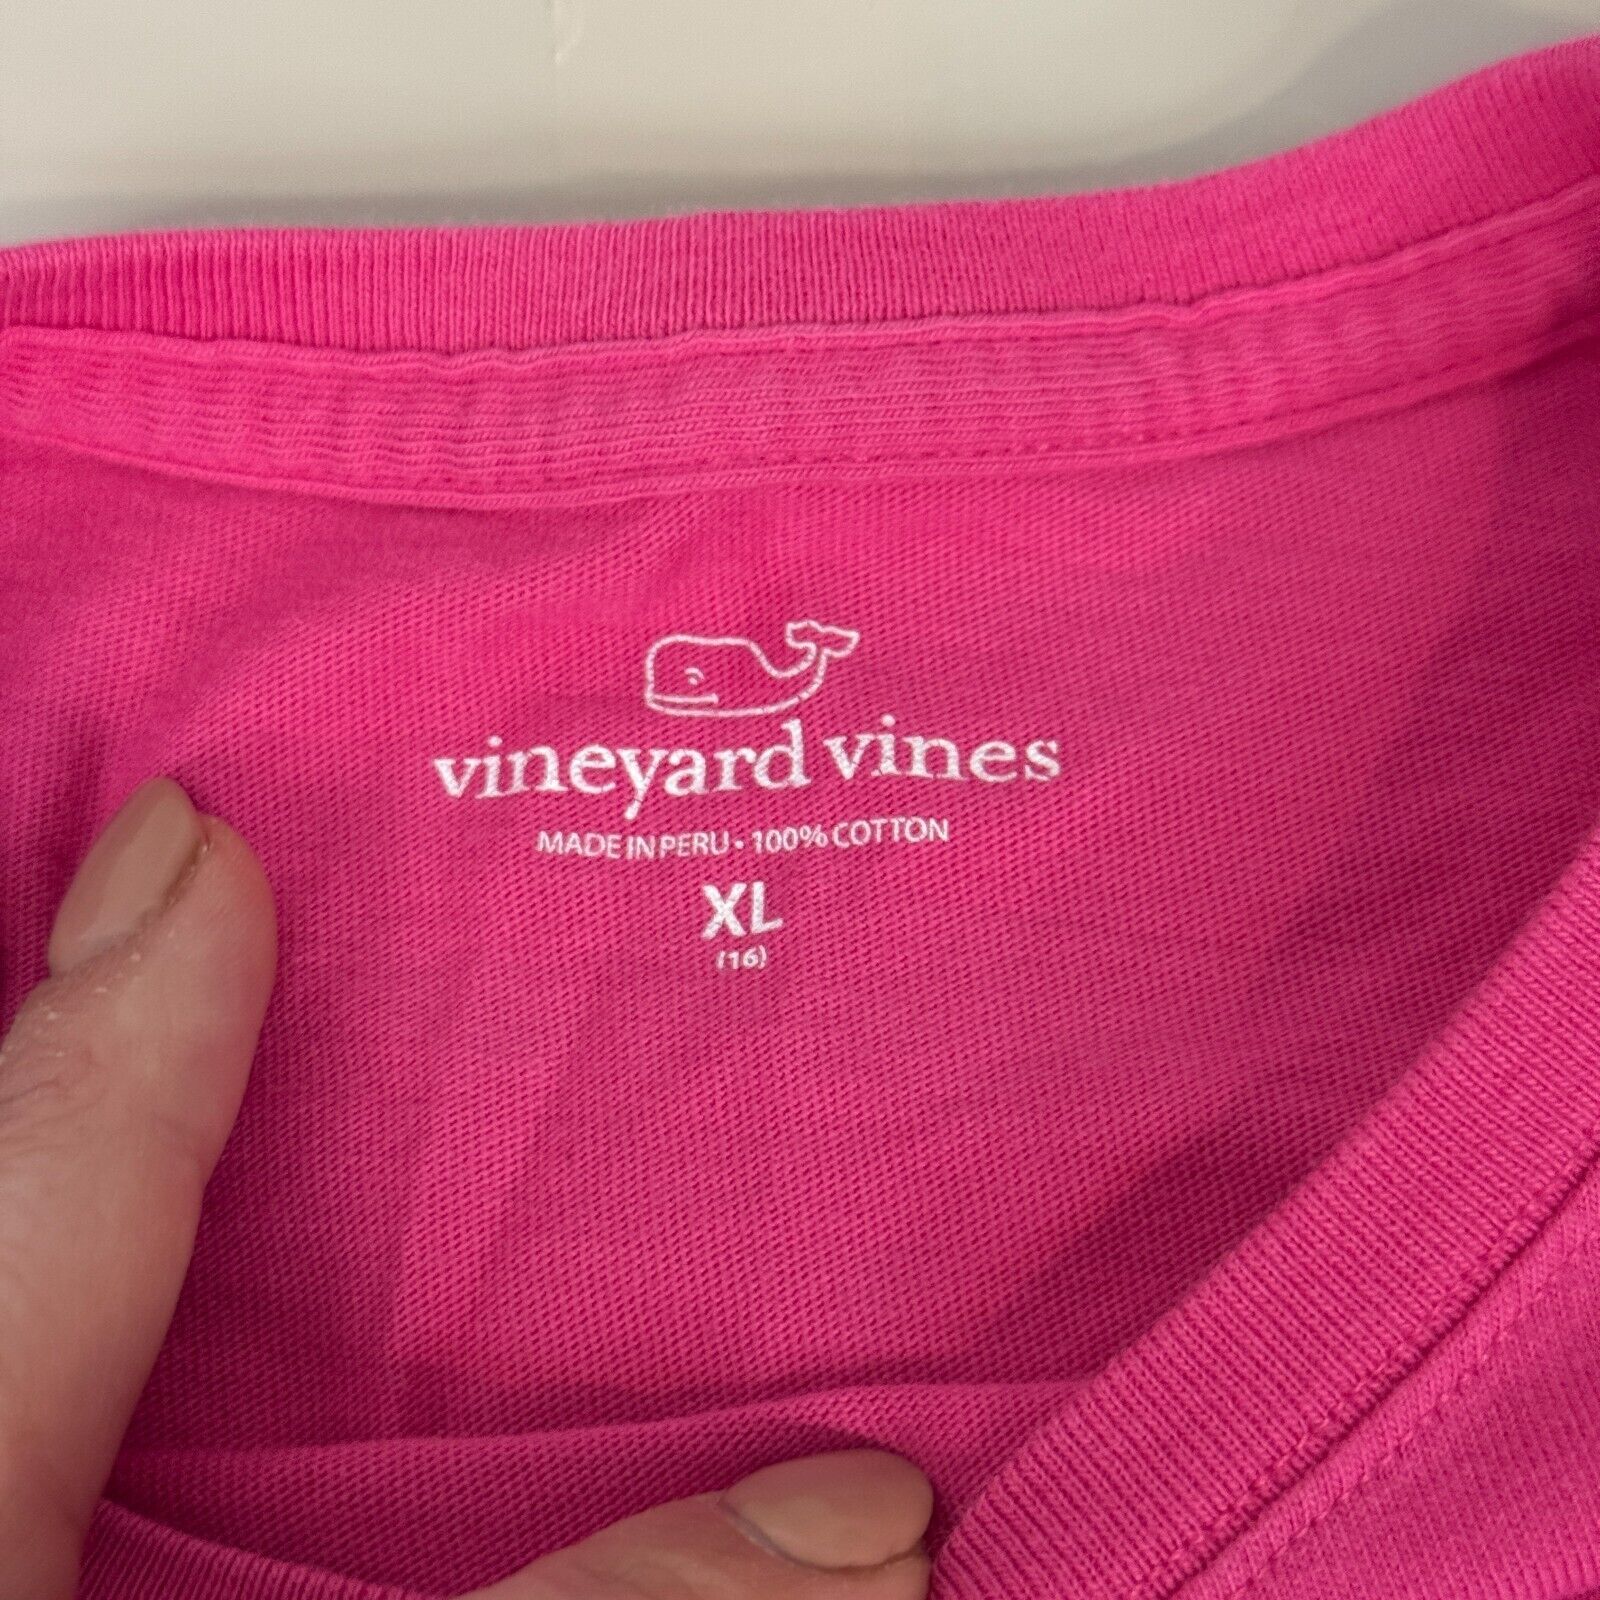 vineyard vines
MADE IN PERU • 100% COTTON
XL
(16)